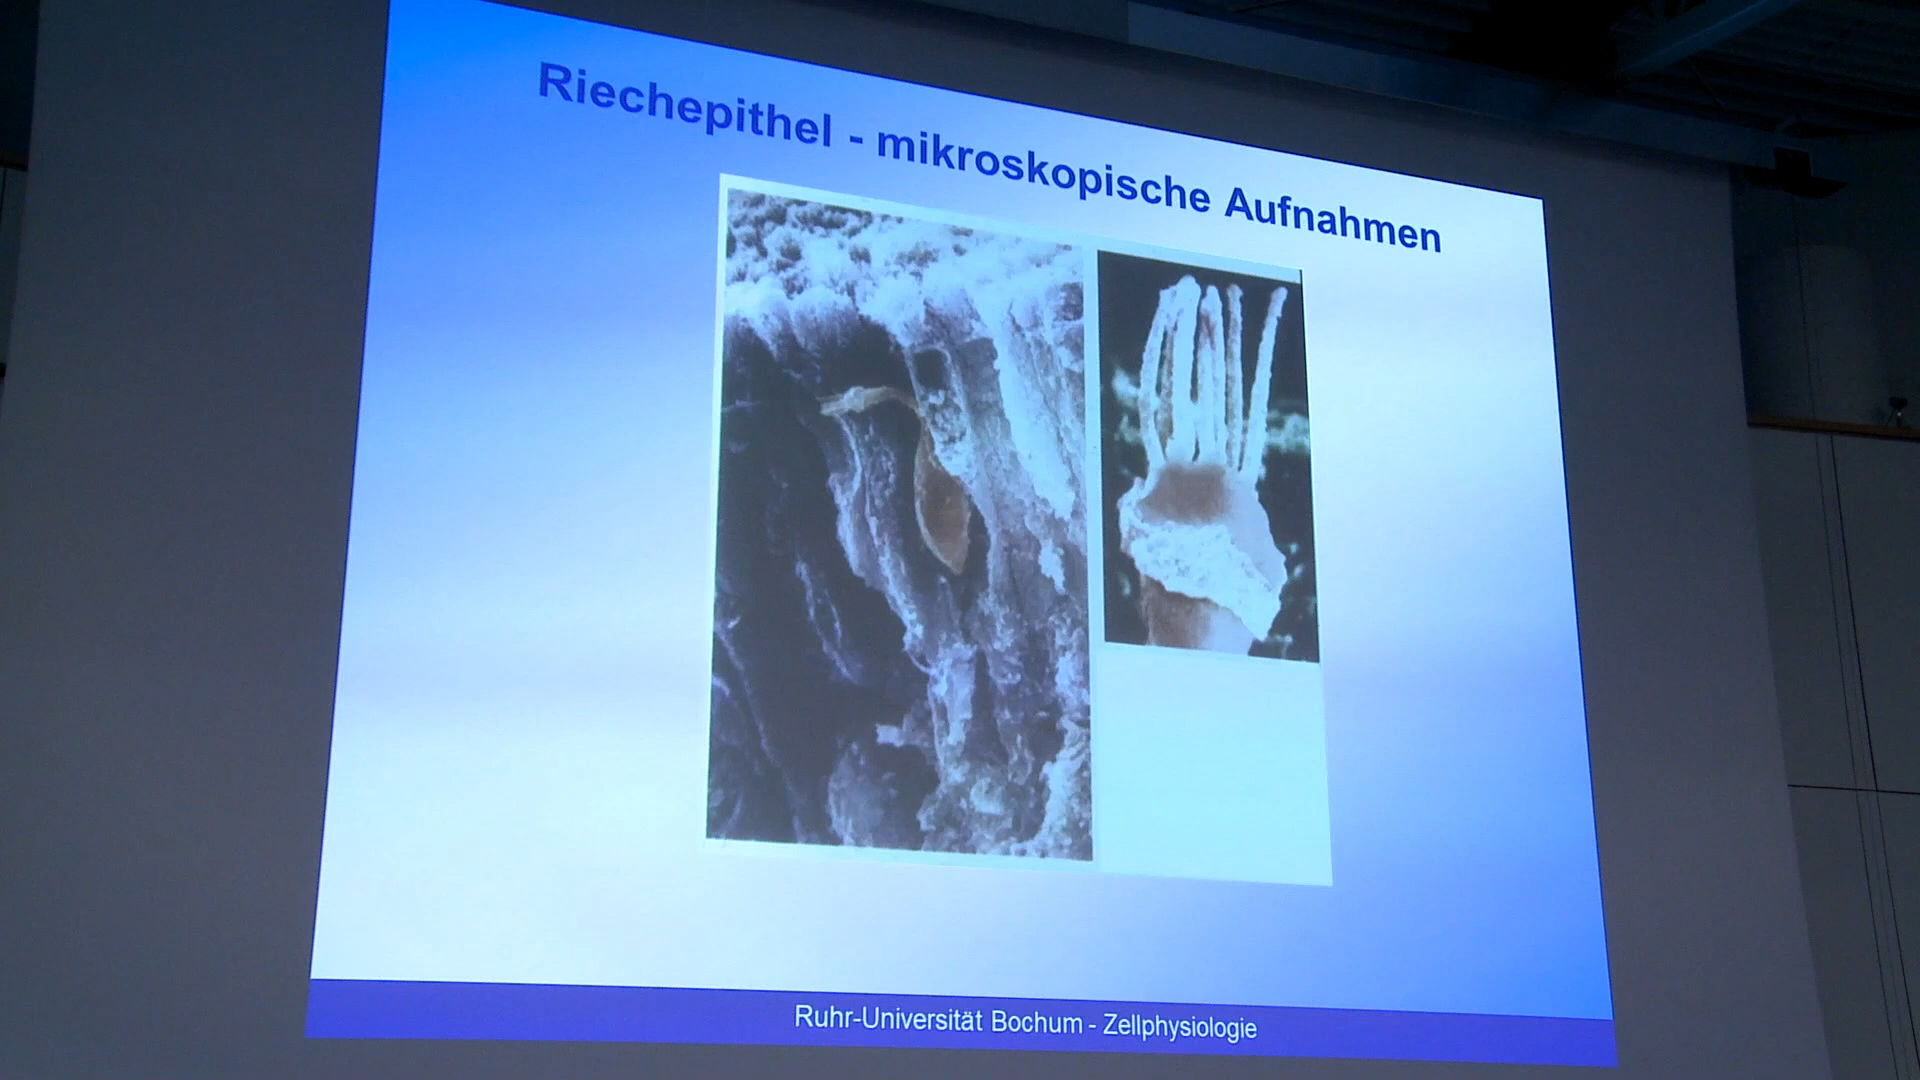 Riechepithel - mikroskopische Aufnahmen
Ruhr-Universität Bochum - Zellphysiologie